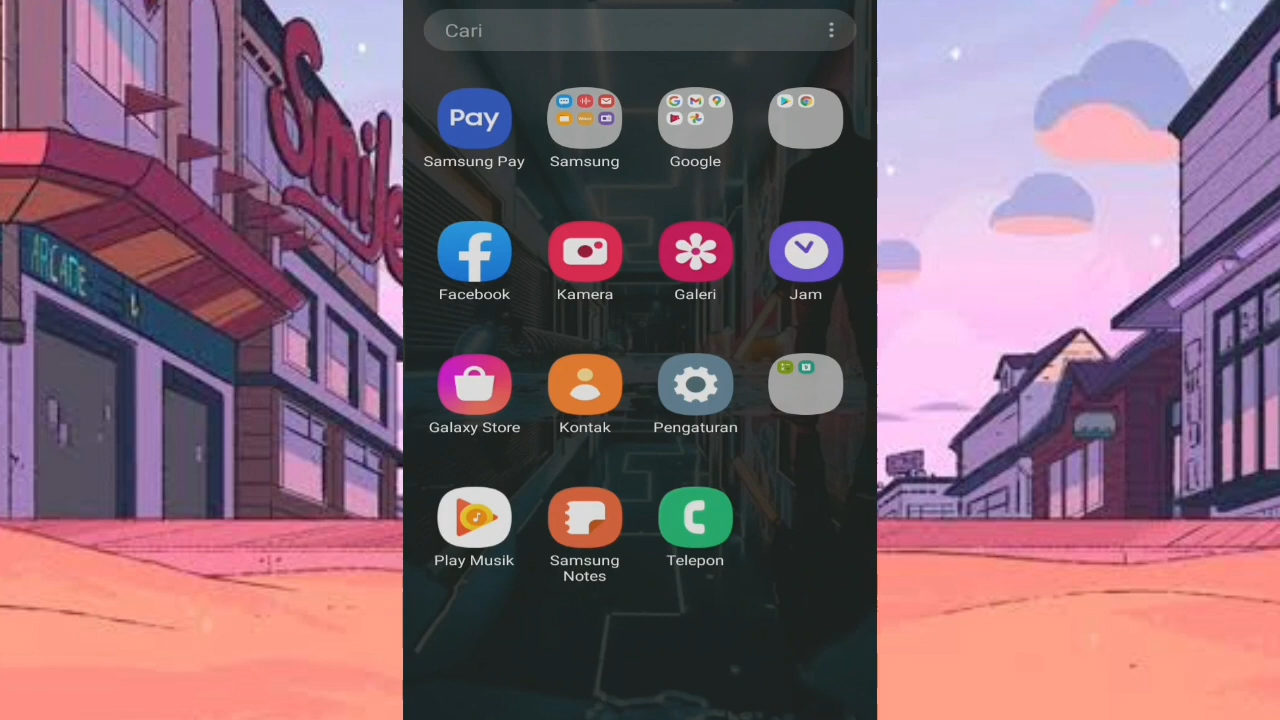 Cari
Smile
ARCADE
Pay
Samsung Pay
Samsung
Google
Facebook
Kamera
Galeri
Jam
Galaxy Store
Kontak
Pengaturan
Play Musik
Samsung
Notes
Telepon